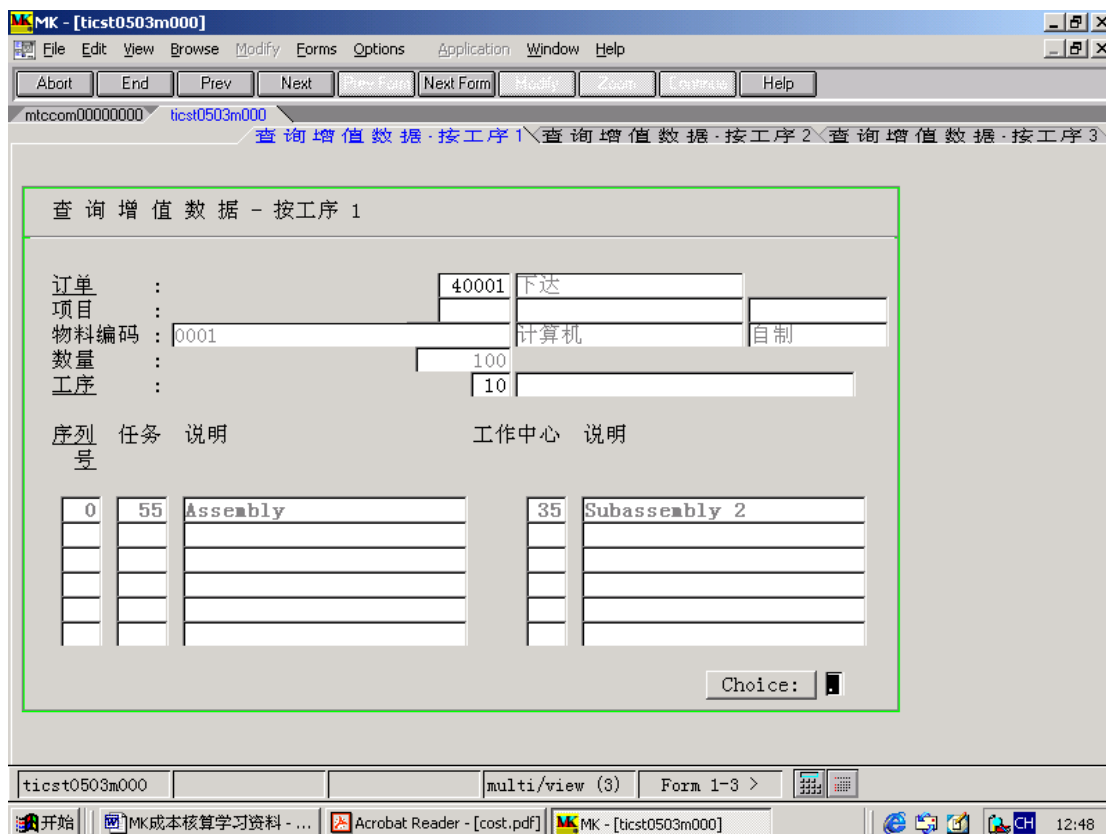 MK - [ticst0503m000]
File Edit View Browse Modify Forms Options Application Window Help
Abort End Prev Next Prev Form Next Form Modify Zoom Continue Help
mtccom00000000 ticst0503m000
查询增值数据-按工序1 查询增值数据-按工序2 查询增值数据-按工序3
查询增值数据 - 按工序 1
订单 : 40001 下达
项目 :
物料编码 : 0001 计算机 自制
数量 : 100
工序 : 10
序列号 任务 说明 工作中心 说明
0 55 Assembly 35 Subassembly 2
Choice:
ticst0503m000 multi/view (3) Form 1-3 >
开始 MK成本核算学习资料 - ... Acrobat Reader - [cost.pdf] MK - [ticst0503m000] CH 12:48